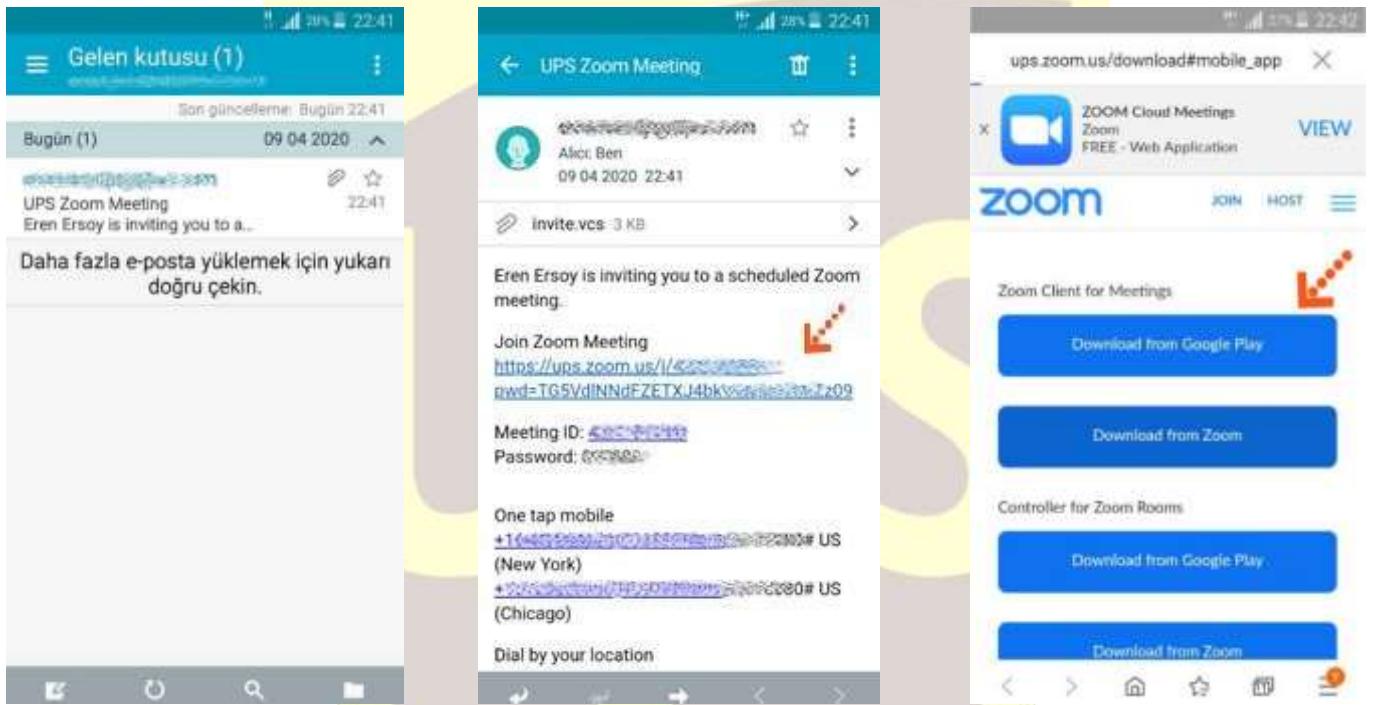 28% 22:41
Gelen kutusu (1)
Son güncelleme: Bugün 22:41
Bugün (1) 09 04 2020
UPS Zoom Meeting 22:41
Eren Ersoy is inviting you to a...
Daha fazla e-posta yüklemek için yukarı
doğru çekin.
28% 22:41
UPS Zoom Meeting
Alıcı: Ben
09 04 2020 22:41
invite.vcs 3 KB
Eren Ersoy is inviting you to a scheduled Zoom
meeting.
Join Zoom Meeting
https://ups.zoom.us/j/
pwd=TG5VdlNNdFZETXJ4bk
Meeting ID:
Password:
One tap mobile
# US
(New York)
# US
(Chicago)
Dial by your location
22:42
ups.zoom.us/download#mobile_app
ZOOM Cloud Meetings
Zoom
FREE - Web Application
VIEW
zoom JOIN HOST
Zoom Client for Meetings
Download from Google Play
Download from Zoom
Controller for Zoom Rooms
Download from Google Play
Download from Zoom